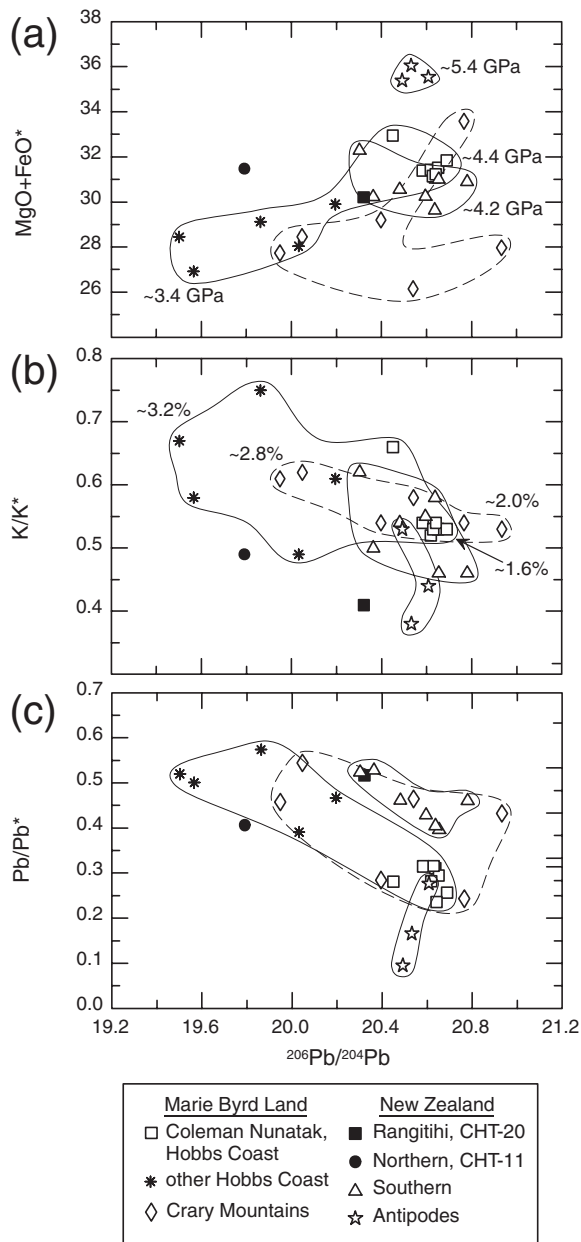 (a)
38
36
34
32
30
28
26
MgO+FeO*
~5.4 GPa
~4.4 GPa
~4.2 GPa
~3.4 GPa
(b)
0.8
0.7
0.6
0.5
0.4
K/K*
~3.2%
~2.8%
~2.0%
~1.6%
(c)
0.7
0.6
0.5
0.4
0.3
0.2
0.1
0.0
Pb/Pb*
19.2 19.6 20.0 20.4 20.8 21.2
²⁰⁶Pb/²⁰⁴Pb
Marie Byrd Land
Coleman Nunatak,
Hobbs Coast
other Hobbs Coast
Crary Mountains
New Zealand
Rangitihi, CHT-20
Northern, CHT-11
Southern
Antipodes